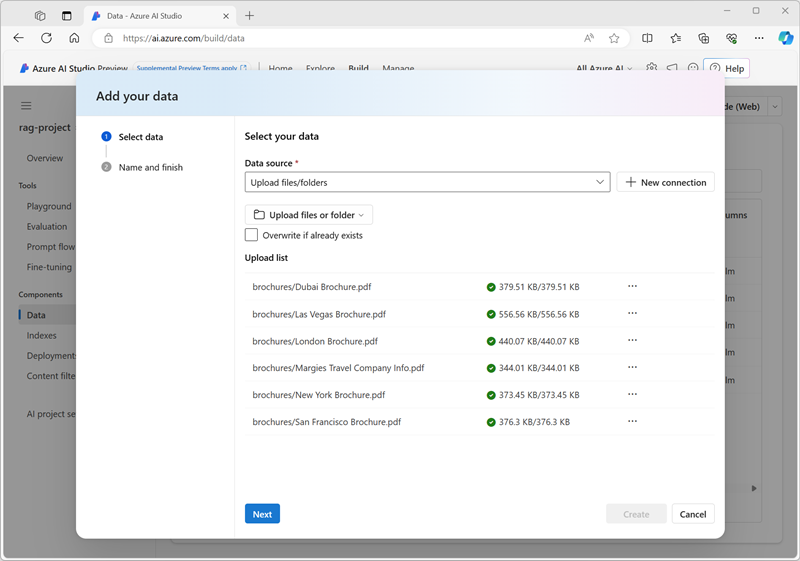 Data - Azure AI Studio
https://ai.azure.com/build/data
Azure AI Studio Preview Supplemental Preview Terms apply Home Explore Build Manage All Azure AI Help
Add your data
rag-project
Overview
Tools
Playground
Evaluation
Prompt flow
Fine-tuning
Components
Data
Indexes
Deployments
Content filte
AI project se
1 Select data
2 Name and finish
Select your data
Data source *
Upload files/folders
New connection
Upload files or folder
Overwrite if already exists
Upload list
brochures/Dubai Brochure.pdf 379.51 KB/379.51 KB
brochures/Las Vegas Brochure.pdf 556.56 KB/556.56 KB
brochures/London Brochure.pdf 440.07 KB/440.07 KB
brochures/Margies Travel Company Info.pdf 344.01 KB/344.01 KB
brochures/New York Brochure.pdf 373.45 KB/373.45 KB
brochures/San Francisco Brochure.pdf 376.3 KB/376.3 KB
Next
Create
Cancel
de (Web)
umns
lm
lm
lm
lm
lm